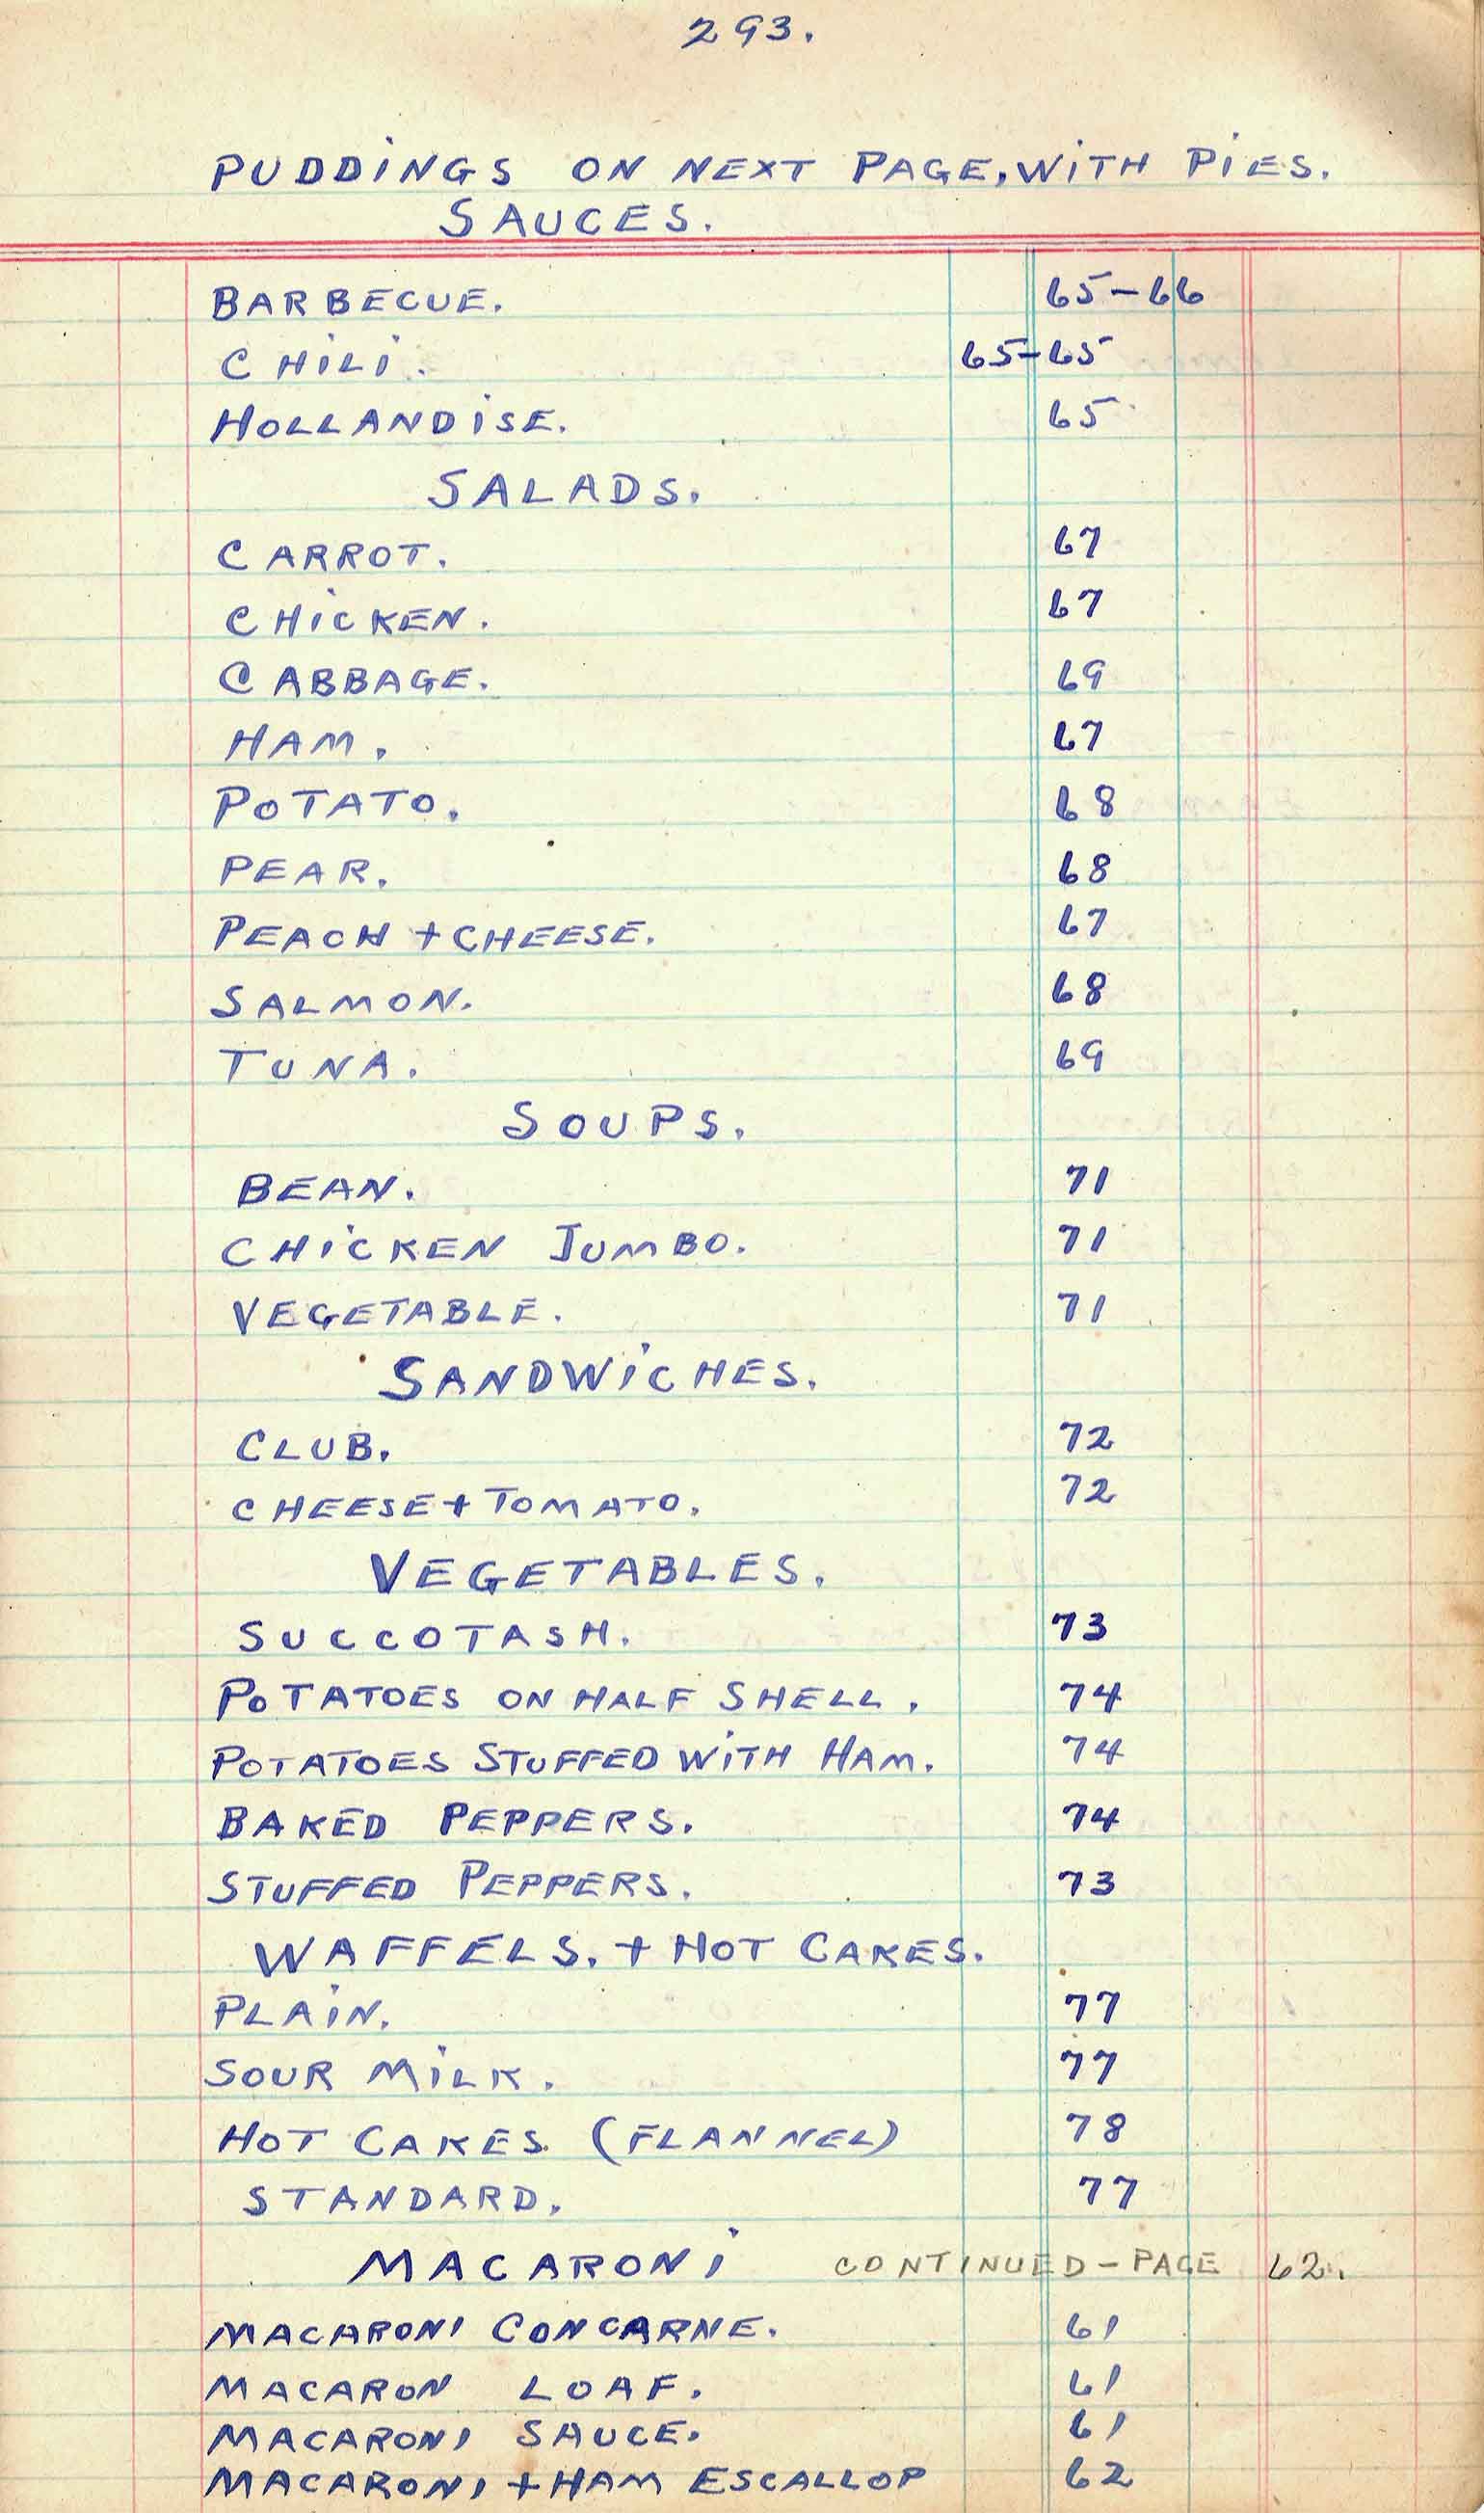 293.
PUDDiNGS ON NEXT PAGE, WiTH PiES.
SAUCES.
BARBECUE. 65-66
CHiLi. 65-65
HOLLANDiSE. 65
SALADS.
CARROT. 67
CHiCKEN. 67
CABBAGE. 69
HAM. 67
POTATO. 68
PEAR. 68
PEACH + CHEESE. 67
SALMON. 68
TUNA. 69
SOUPS.
BEAN. 71
CHiCKEN JUMBO. 71
VEGETABLE. 71
SANDWiCHES.
CLUB. 72
CHEESE + TOMATO. 72
VEGETABLES.
SUCCOTASH. 73
POTATOES ON HALF SHELL. 74
POTATOES STUFFED WiTH HAM. 74
BAKED PEPPERS. 74
STUFFED PEPPERS. 73
WAFFELS. + HOT CAKES.
PLAiN. 77
SOUR MiLK. 77
HOT CAKES. (FLANNEL) 78
STANDARD. 77
MACARONi CONTINUED - PAGE 62.
MACARONI CONCARNE. 61
MACARON LOAF. 61
MACARONI SAUCE. 61
MACARONI + HAM ESCALLOP 62